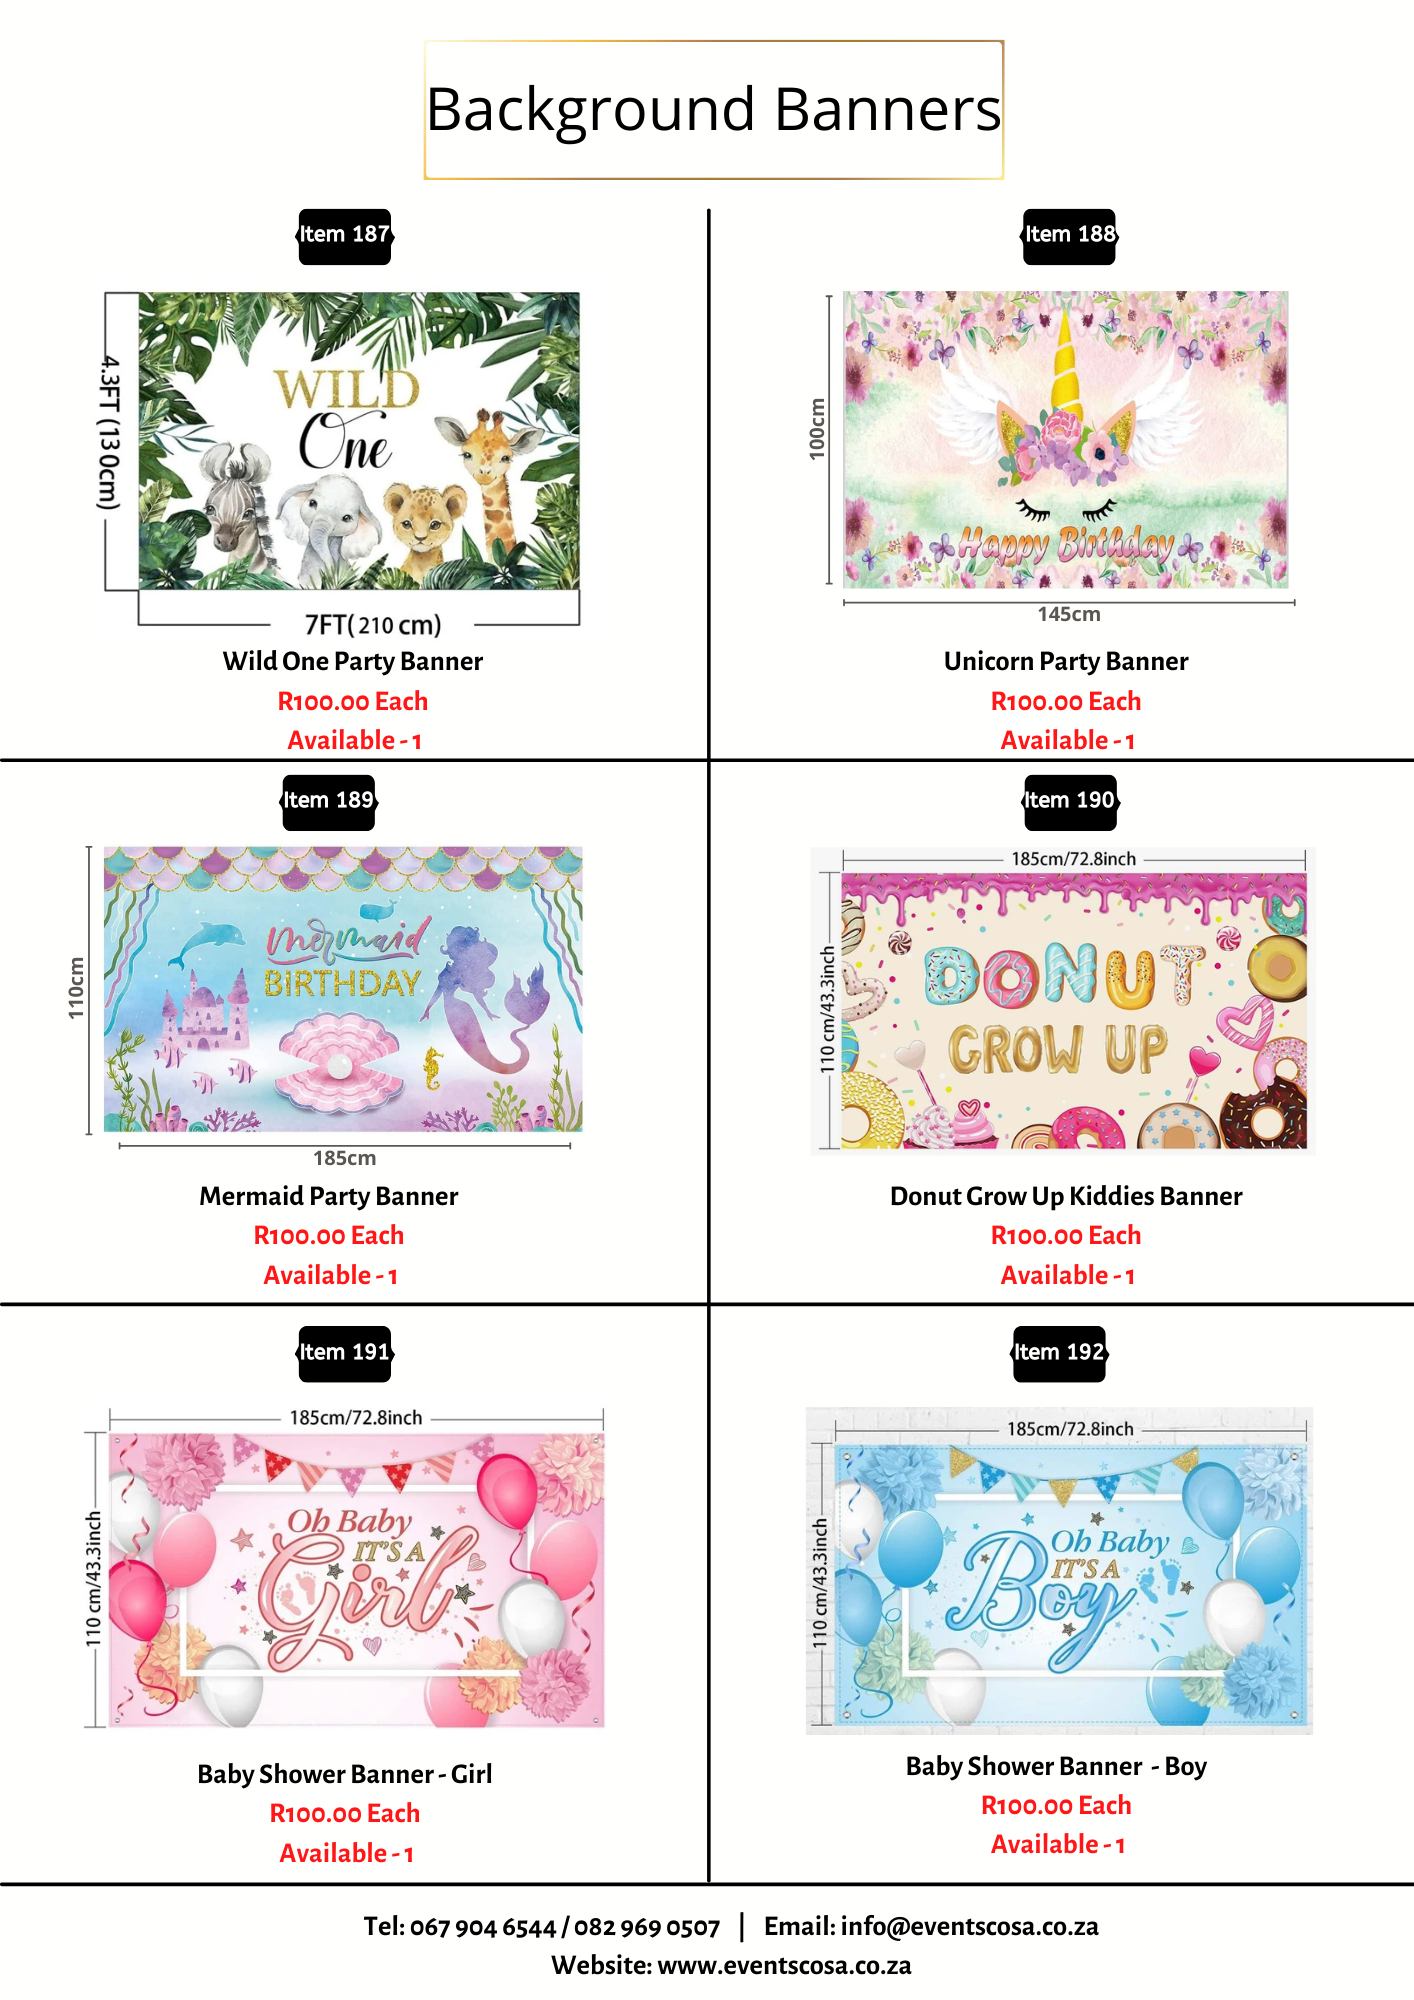 Background Banners
Item 187
4.3FT (130cm)
WILD
One
7FT( 210 cm)
Wild One Party Banner
R100.00 Each
Available - 1
Item 188
100cm
Happy Birthday
145cm
Unicorn Party Banner
R100.00 Each
Available - 1
Item 189
110cm
mermaid
BIRTHDAY
185cm
Mermaid Party Banner
R100.00 Each
Available - 1
Item 190
185cm/72.8inch
110 cm/43.3inch
DONUT
GROW UP
Donut Grow Up Kiddies Banner
R100.00 Each
Available - 1
Item 191
185cm/72.8inch
110 cm/43.3inch
Oh Baby
IT'S A
Girl
Baby Shower Banner - Girl
R100.00 Each
Available - 1
Item 192
185cm/72.8inch
110 cm/43.3inch
Oh Baby
IT'S A
Boy
Baby Shower Banner - Boy
R100.00 Each
Available - 1
Tel: 067 904 6544 / 082 969 0507 | Email: info@eventscosa.co.za
Website: www.eventscosa.co.za